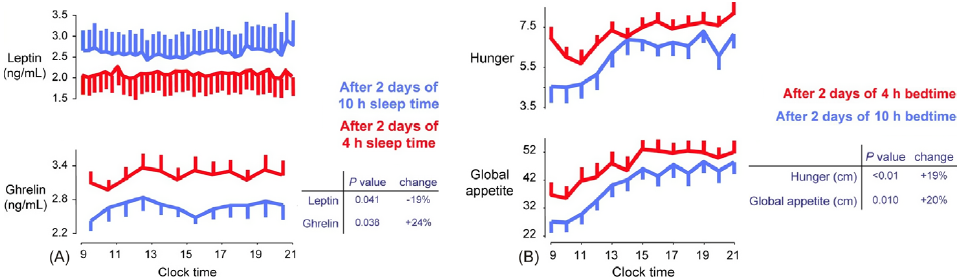 3.5
Leptin
(ng/mL)
2.5
1.5
After 2 days of
10 h sleep time
After 2 days of
4 h sleep time
3.4
Ghrelin
(ng/mL)
2.8
2.2
P value change
Leptin 0.041 -19%
Ghrelin 0.038 +24%
9 11 13 15 17 19 21
(A) Clock time
7.5
Hunger
5.5
3.5
After 2 days of 4 h bedtime
After 2 days of 10 h bedtime
52
Global
appetite
42
32
22
P value change
Hunger (cm) <0.01 +19%
Global appetite (cm) 0.010 +20%
9 11 13 15 17 19 21
(B) Clock time